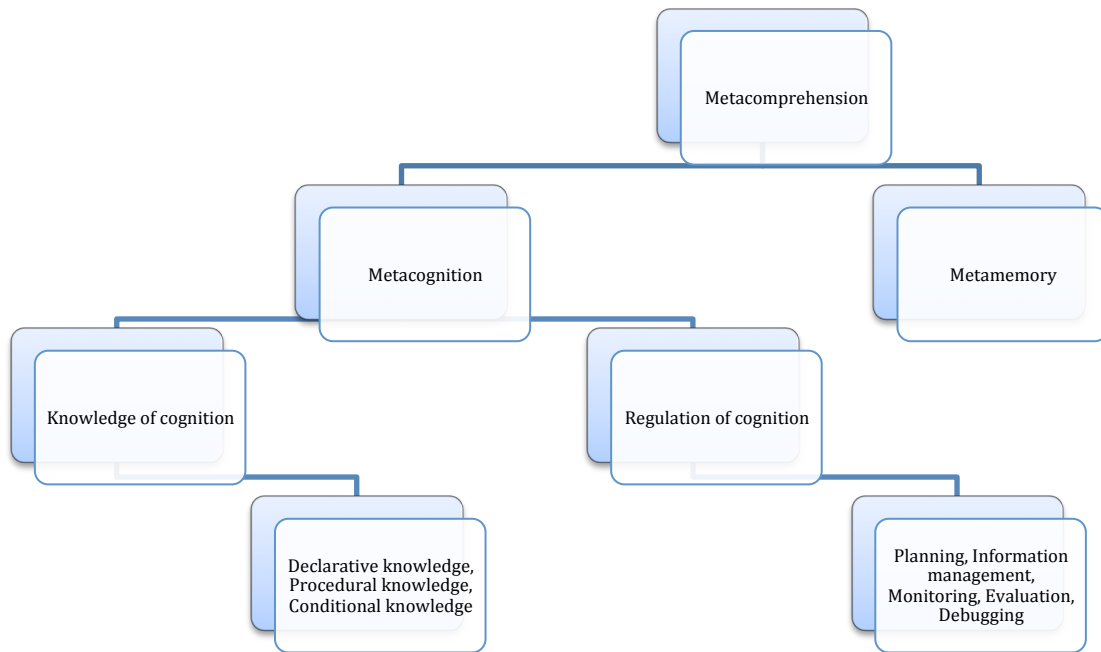 Metacomprehension
Metacognition
Metamemory
Knowledge of cognition
Regulation of cognition
Declarative knowledge,
Procedural knowledge,
Conditional knowledge
Planning, Information
management,
Monitoring, Evaluation,
Debugging